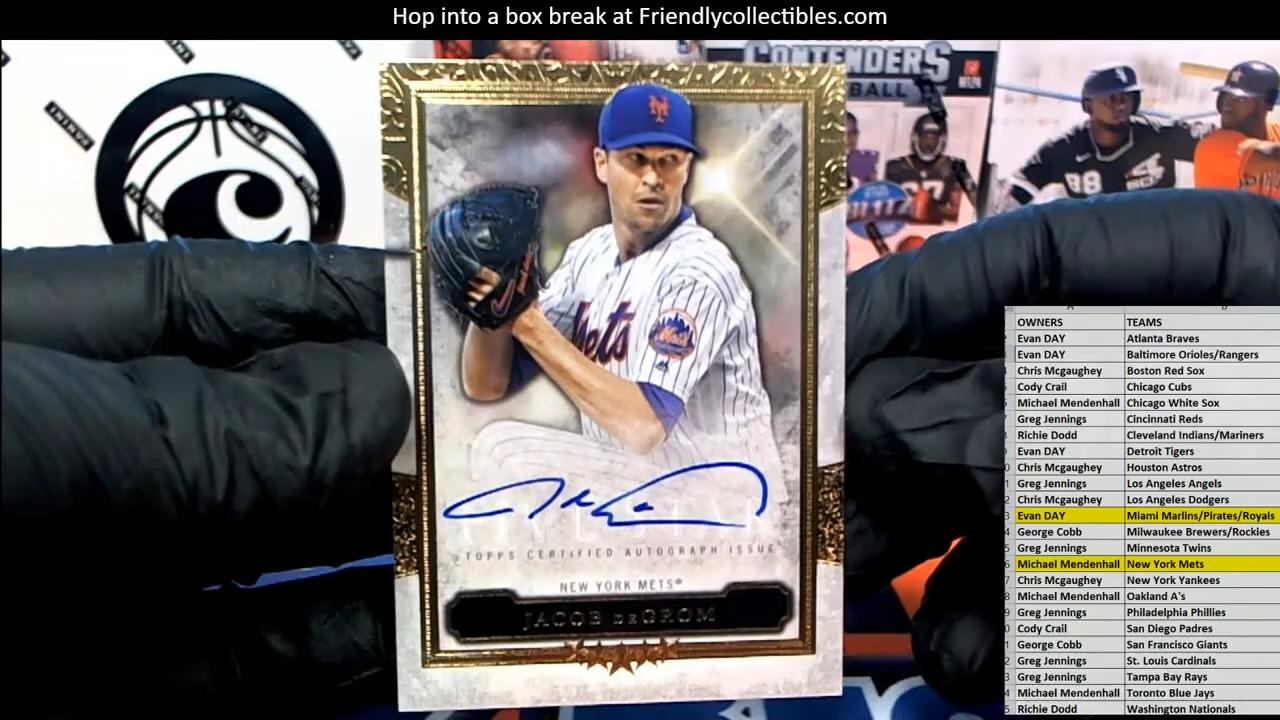 Hop into a box break at Friendlycollectibles.com
CONTENDERS
BALL
88
Mets
Mets
TOPPS CERTIFIED AUTOGRAPH ISSUE
NEW YORK METS®
JACOB DEGROM
A B
OWNERS TEAMS
Evan DAY Atlanta Braves
Evan DAY Baltimore Orioles/Rangers
Chris Mcgaughey Boston Red Sox
Cody Crail Chicago Cubs
Michael Mendenhall Chicago White Sox
Greg Jennings Cincinnati Reds
Richie Dodd Cleveland Indians/Mariners
Evan DAY Detroit Tigers
Chris Mcgaughey Houston Astros
Greg Jennings Los Angeles Angels
Chris Mcgaughey Los Angeles Dodgers
Evan DAY Miami Marlins/Pirates/Royals
George Cobb Milwaukee Brewers/Rockies
Greg Jennings Minnesota Twins
Michael Mendenhall New York Mets
Chris Mcgaughey New York Yankees
Michael Mendenhall Oakland A's
Greg Jennings Philadelphia Phillies
Cody Crail San Diego Padres
George Cobb San Francisco Giants
Greg Jennings St. Louis Cardinals
Greg Jennings Tampa Bay Rays
Michael Mendenhall Toronto Blue Jays
Richie Dodd Washington Nationals